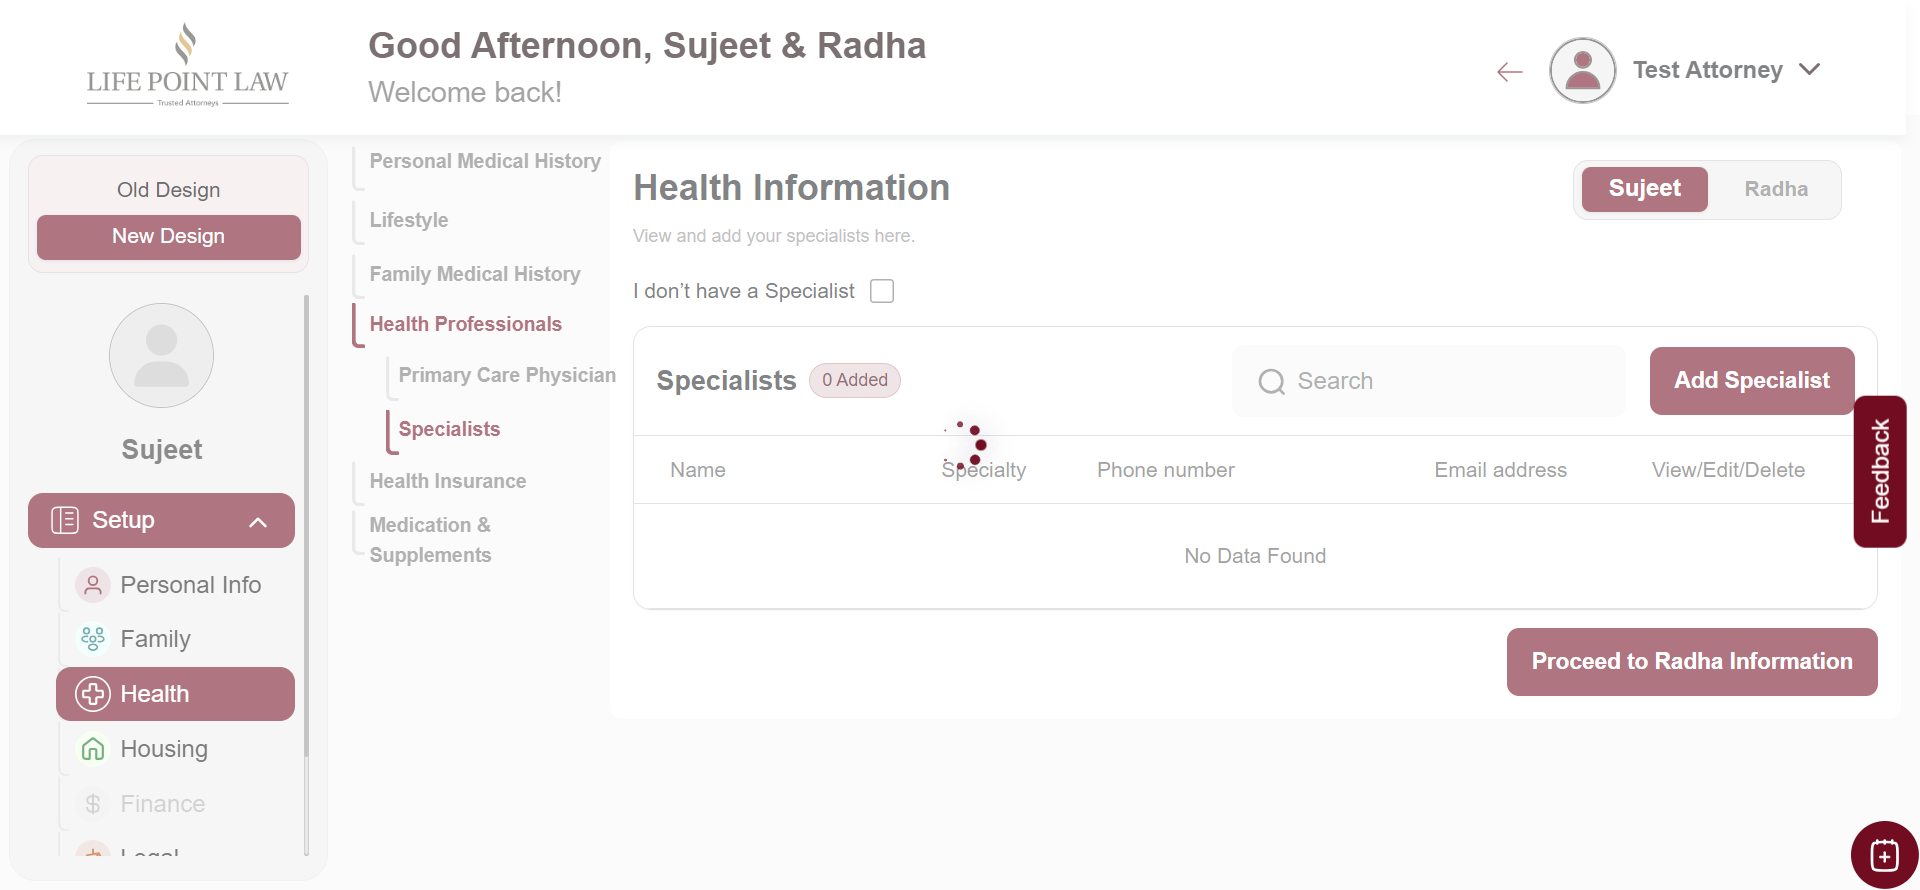 LIFE POINT LAW
Trusted Attorneys
Good Afternoon, Sujeet & Radha
Welcome back!
Test Attorney
Old Design
New Design
Sujeet
Setup
Personal Info
Family
Health
Housing
Finance
Legal
Personal Medical History
Lifestyle
Family Medical History
Health Professionals
Primary Care Physician
Specialists
Health Insurance
Medication &
Supplements
Health Information
Sujeet
Radha
View and add your specialists here.
I don’t have a Specialist
Specialists
0 Added
Search
Add Specialist
Name
Specialty
Phone number
Email address
View/Edit/Delete
No Data Found
Proceed to Radha Information
Feedback